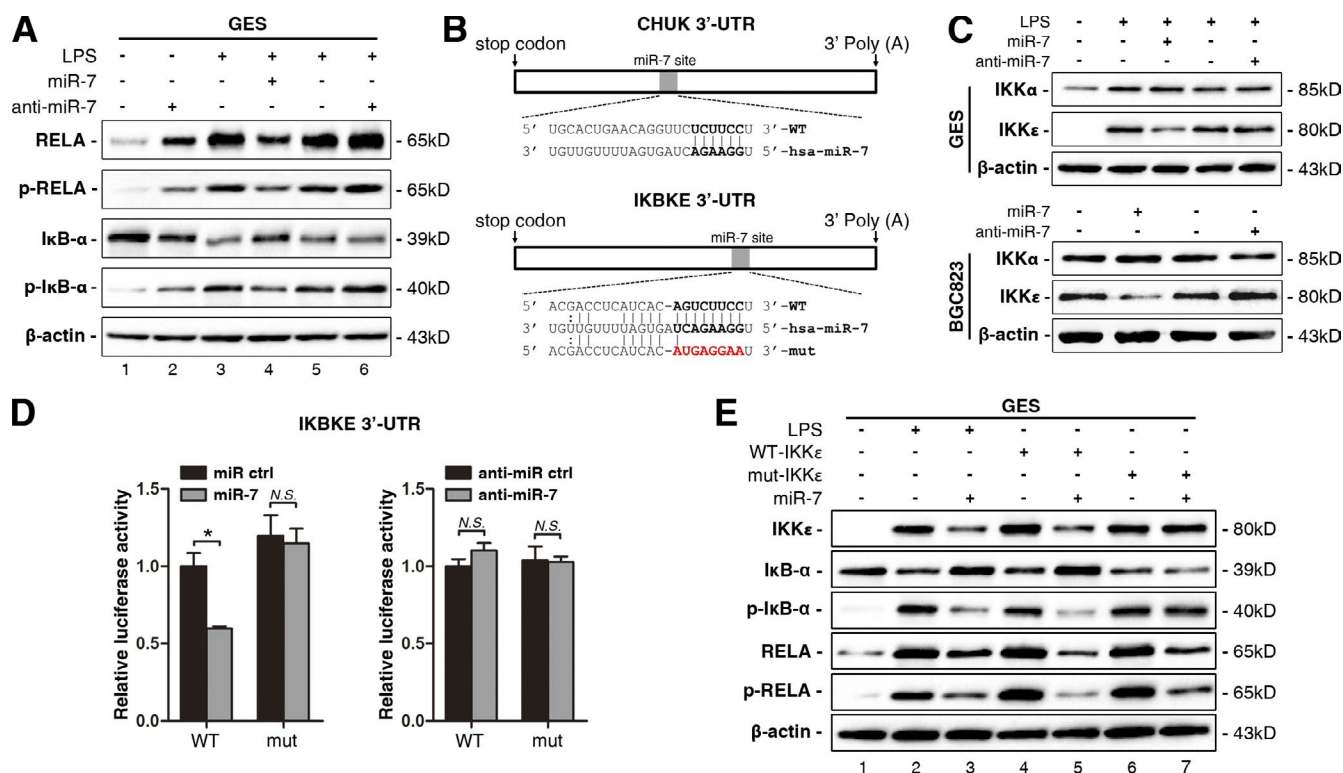 A
GES
LPS - - + + + +
miR-7 - - - + - -
anti-miR-7 - + - - - +
RELA - - 65kD
p-RELA - - 65kD
IκB-α - - 39kD
p-IκB-α - - 40kD
β-actin - - 43kD
1 2 3 4 5 6
B
CHUK 3’-UTR
stop codon
3’ Poly (A)
miR-7 site
5’ UGCACUGAACAGGUUCUCUUCCU 3’-WT
3’ UGUUGUUUUAGUGAUCAGAAGGU 5’-hsa-miR-7
IKBKE 3’-UTR
stop codon
3’ Poly (A)
miR-7 site
5’ ACGACCUCAUCAC-AGUCUUCCU 3’-WT
3’ UGUUGUUUUAGUGAUCAGAAGGU 5’-hsa-miR-7
5’ ACGACCUCAUCAC-AUGAGGAAU 3’-mut
C
LPS - + + + +
miR-7 - - + - -
anti-miR-7 - - - - +
GES
IKKα - - 85kD
IKKε - - 80kD
β-actin - - 43kD
miR-7 - + - - -
anti-miR-7 - - - - +
BGC823
IKKα - - 85kD
IKKε - - 80kD
β-actin - - 43kD
D
IKBKE 3’-UTR
Relative luciferase activity
1.5
1.0
0.5
0.0
miR ctrl
miR-7
*
N.S.
WT mut
Relative luciferase activity
1.5
1.0
0.5
0.0
anti-miR ctrl
anti-miR-7
N.S.
N.S.
WT mut
E
GES
LPS - + + - - - -
WT-IKKε - - - + + - -
mut-IKKε - - - - - + +
miR-7 - - + - + - +
IKKε - - 80kD
IκB-α - - 39kD
p-IκB-α - - 40kD
RELA - - 65kD
p-RELA - - 65kD
β-actin - - 43kD
1 2 3 4 5 6 7